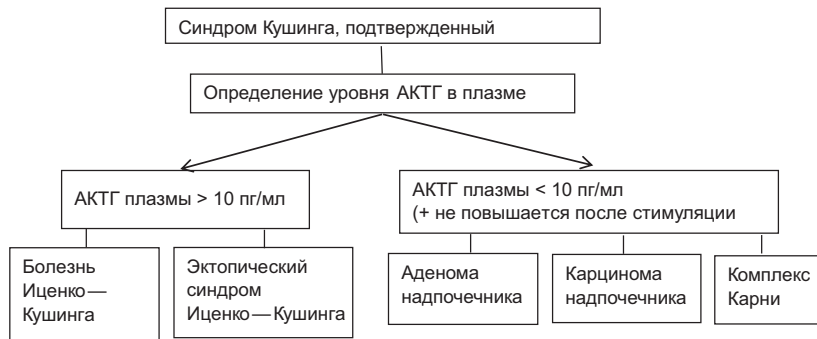 Синдром Кушинга, подтвержденный
Определение уровня АКТГ в плазме
АКТГ плазмы > 10 пг/мл
АКТГ плазмы < 10 пг/мл
(+ не повышается после стимуляции
Болезнь
Иценко—
Кушинга
Эктопический
синдром
Иценко—Кушинга
Аденома
надпочечника
Карцинома
надпочечника
Комплекс
Карни